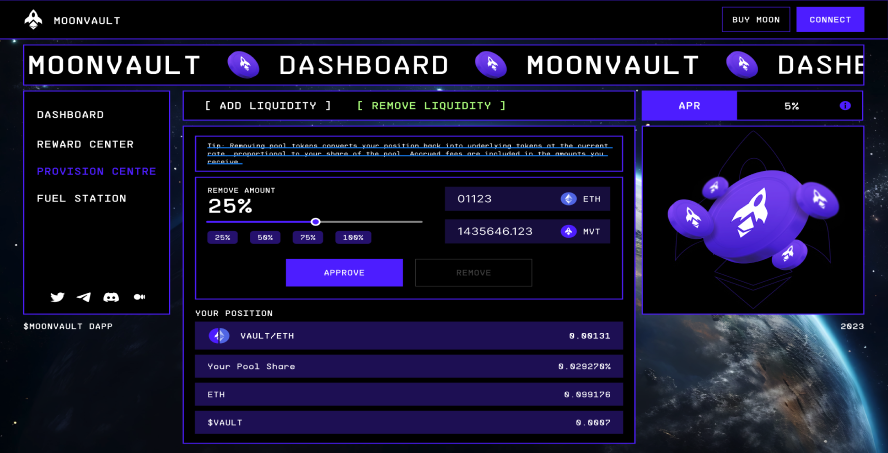 MOONVAULT
BUY MOON
CONNECT
MOONVAULT DASHBOARD MOONVAULT DASHE
DASHBOARD
REWARD CENTER
PROVISION CENTRE
FUEL STATION
$MOONVAULT DAPP
[ ADD LIQUIDITY ] [ REMOVE LIQUIDITY ]
Tip: Removing pool tokens converts your position back into underlying tokens at the current
rate, proportional to your share of the pool. Accrued fees are included in the amounts you
receive.
REMOVE AMOUNT
25%
25% 50% 75% 100%
01123 ETH
1435646.123 MVT
APPROVE
REMOVE
YOUR POSITION
VAULT/ETH 0.00131
Your Pool Share 0.029270%
ETH 0.099176
$VAULT 0.0007
APR
5%
2023